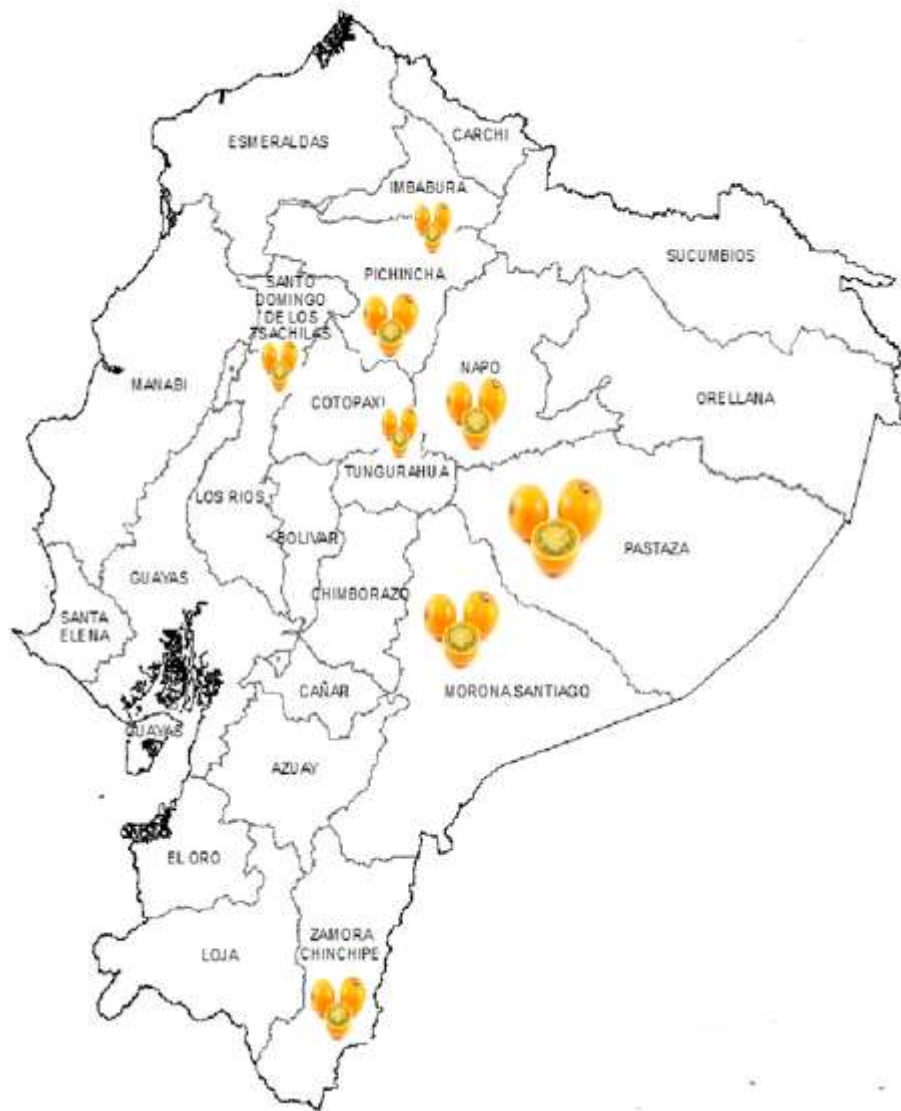 CARCHI
ESMERALDAS
IMBABURA
SUCUMBIOS
PICHINCHA
SANTO
DOMINGO
DE LOS
TSACHILAS
NAPO
MANABI
ORELLANA
COTOPAXI
TUNGURAHUA
LOS RIOS
BOLIVAR
PASTAZA
GUAYAS
CHIMBORAZO
SANTA
ELENA
CAÑAR
MORONA SANTIAGO
GUAYAS
AZUAY
EL ORO
ZAMORA
CHINCHIPE
LOJA